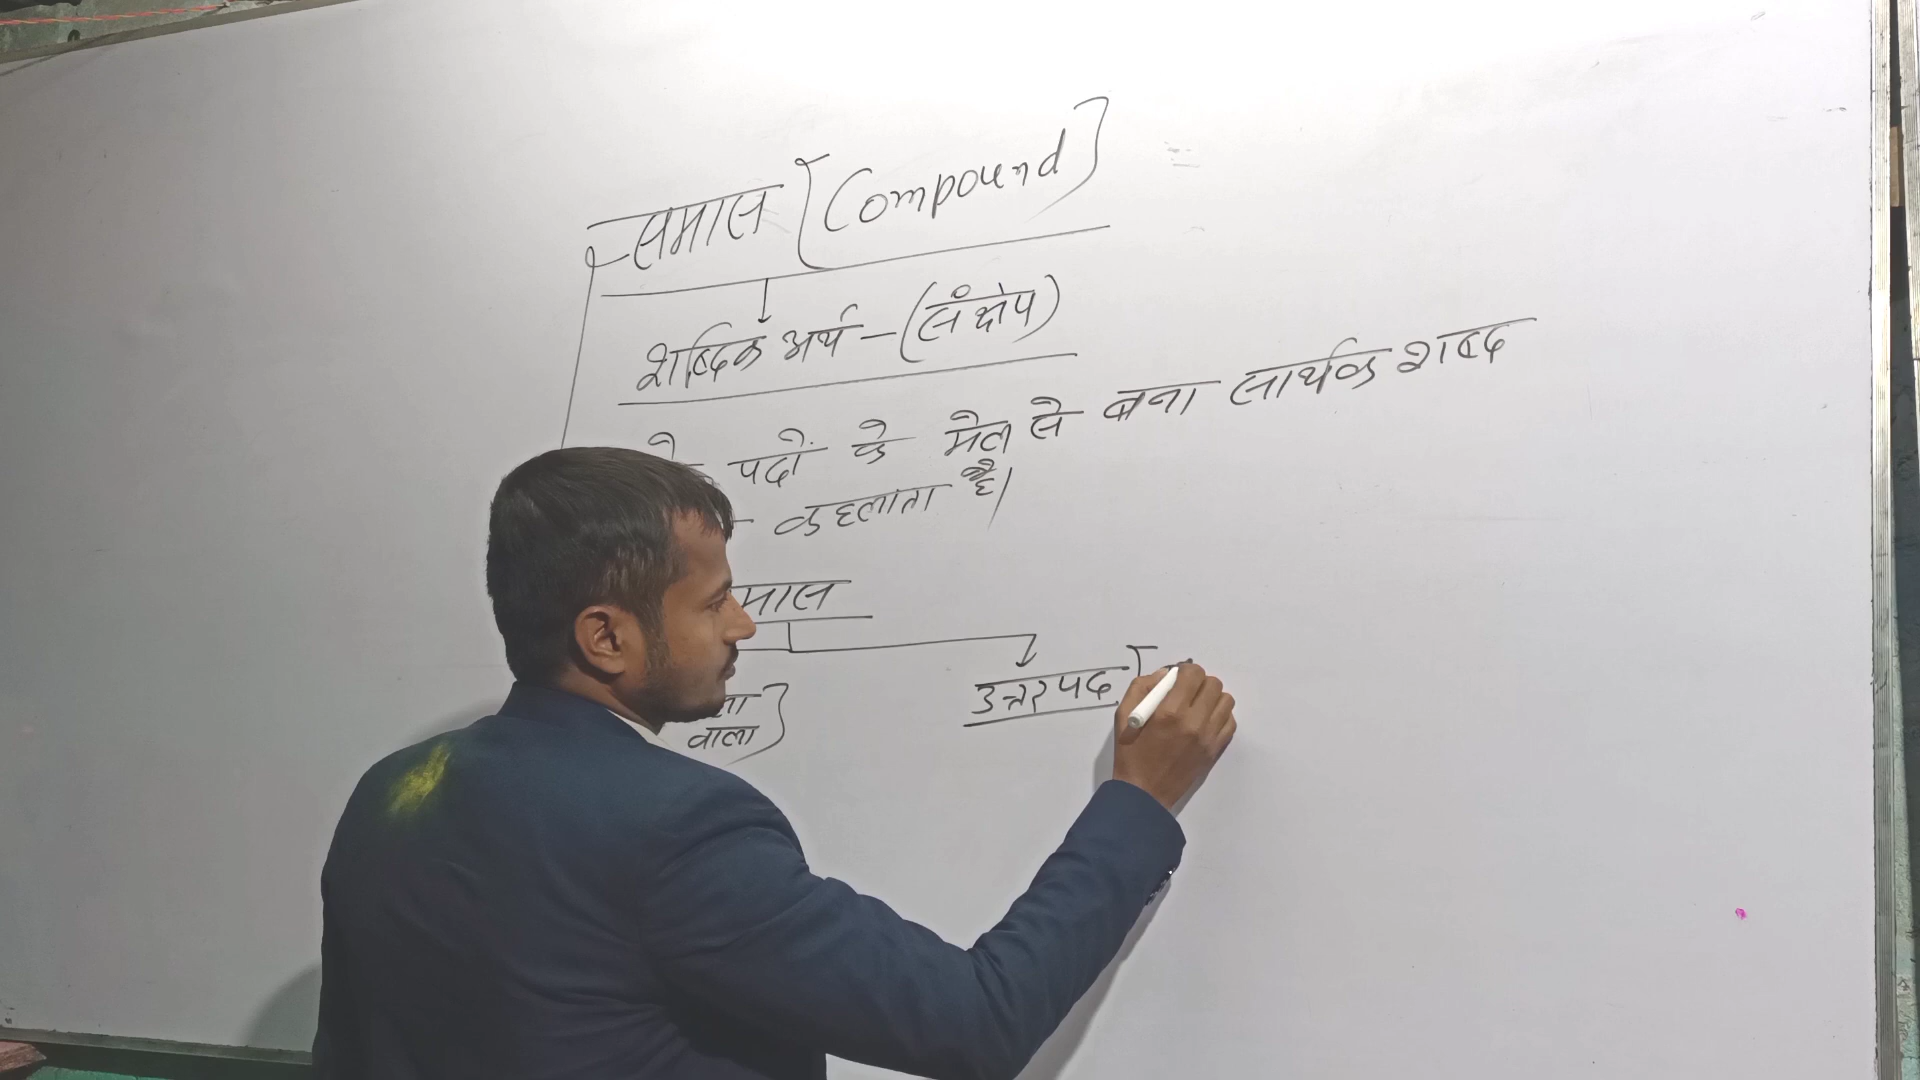 समास [Compound]
शाब्दिक अर्थ - (संक्षेप)
पदों के मेल से बना सार्थक शब्द
कहलाता है।
मास
उत्तरपद [
वाला